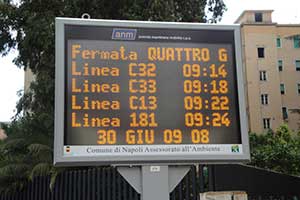 anm
Fermata QUATTRO G
Linea C32 09:14
Linea C33 09:18
Linea C13 09:22
Linea 181 09:24
30 GIU 09 08
Comune di Napoli Assessorato all'Ambiente